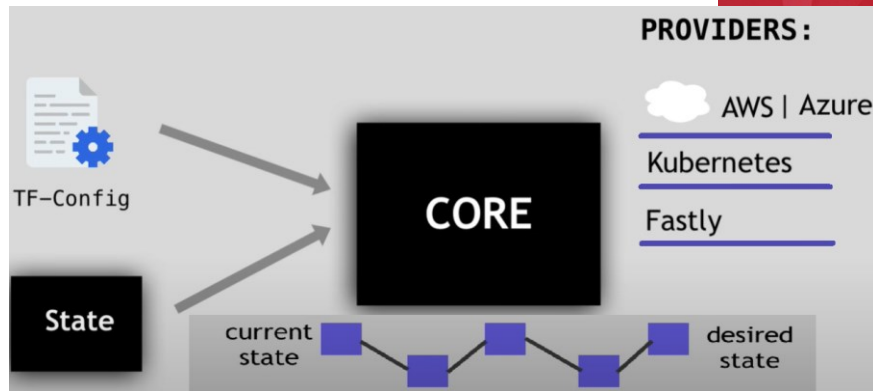 PROVIDERS:
AWS | Azure
Kubernetes
Fastly
TF-Config
CORE
State
current
state
desired
state